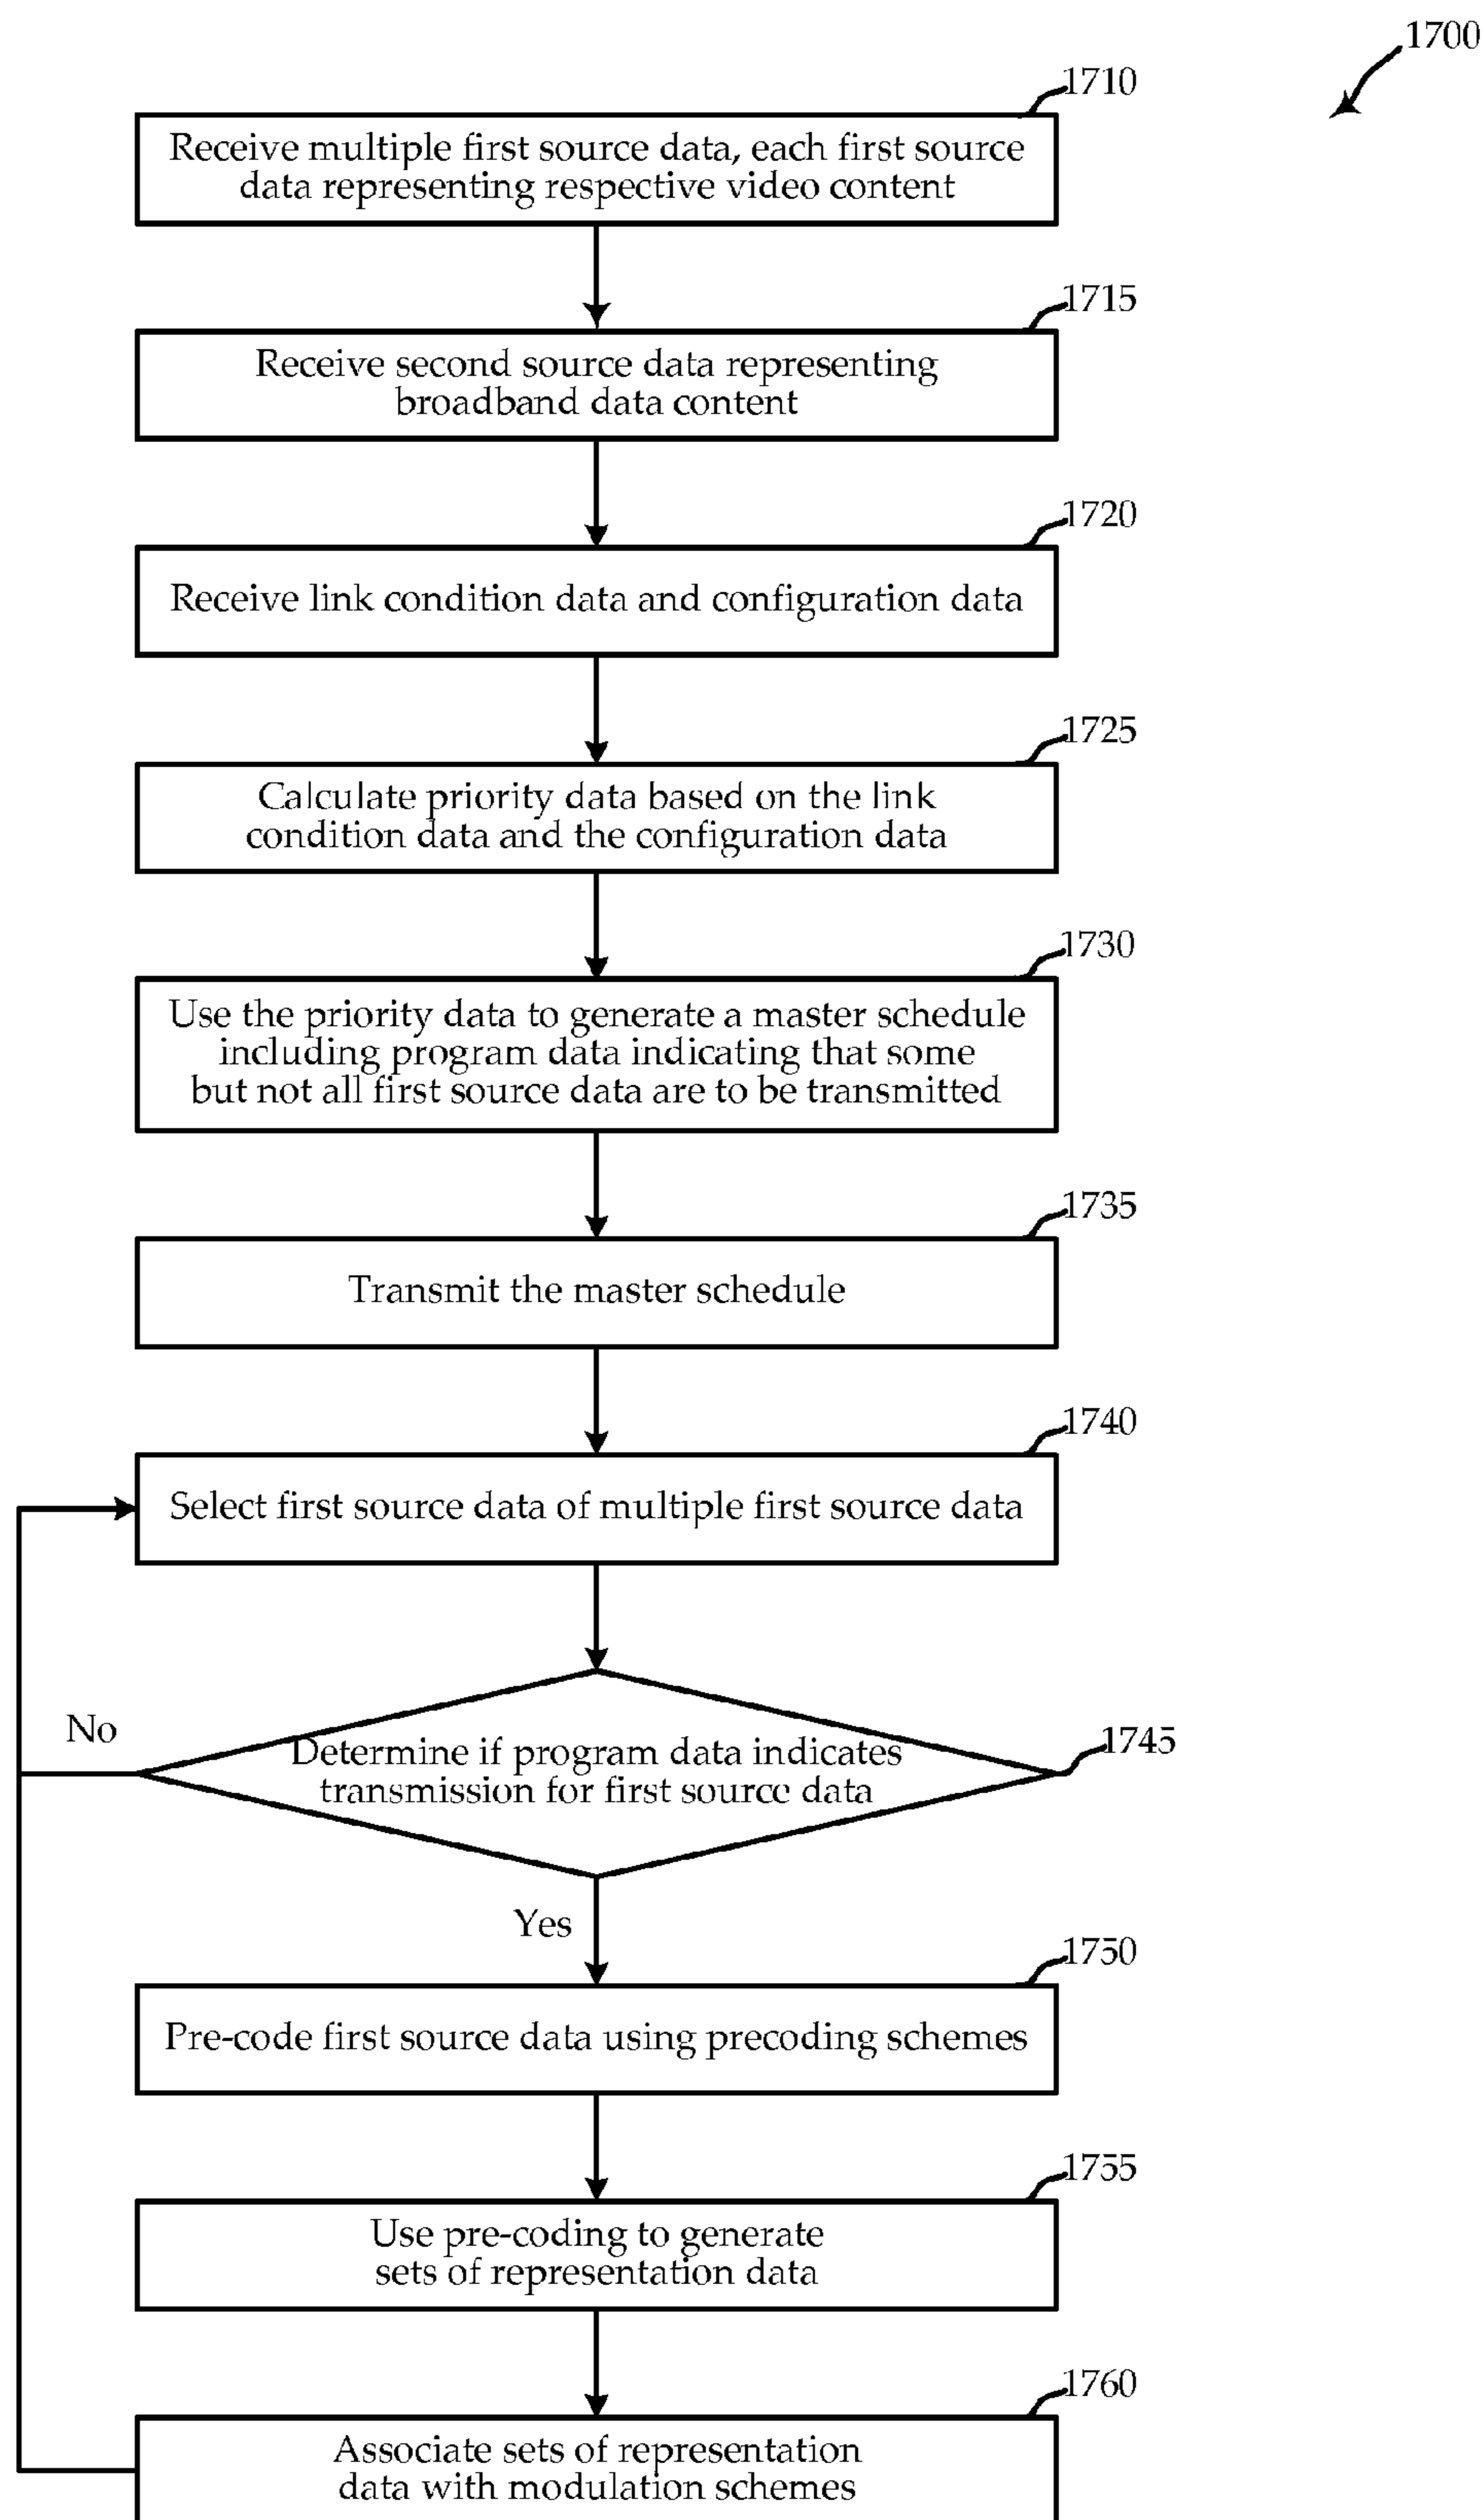 1700
1710
Receive multiple first source data, each first source
data representing respective video content
1715
Receive second source data representing
broadband data content
1720
Receive link condition data and configuration data
1725
Calculate priority data based on the link
condition data and the configuration data
1730
Use the priority data to generate a master schedule
including program data indicating that some
but not all first source data are to be transmitted
1735
Transmit the master schedule
1740
Select first source data of multiple first source data
No
1745
Determine if program data indicates
transmission for first source data
Yes
1750
Pre-code first source data using precoding schemes
1755
Use pre-coding to generate
sets of representation data
1760
Associate sets of representation
data with modulation schemes